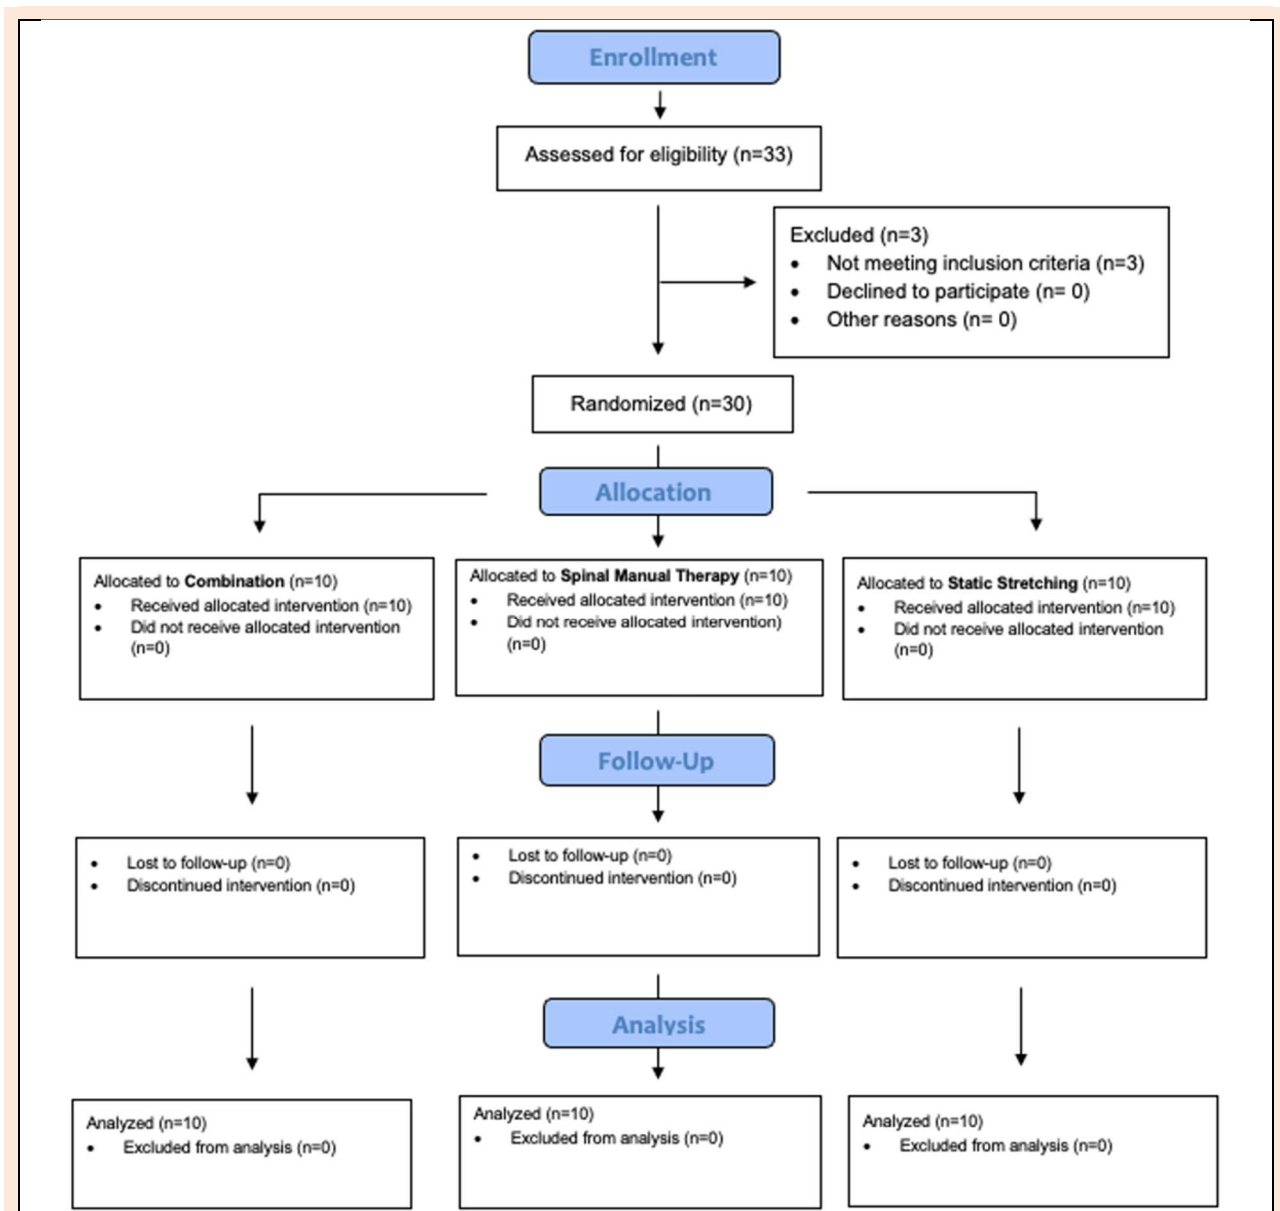 Enrollment
Assessed for eligibility (n=33)
Excluded (n=3)
• Not meeting inclusion criteria (n=3)
• Declined to participate (n= 0)
• Other reasons (n= 0)
Randomized (n=30)
Allocation
Allocated to Combination (n=10)
• Received allocated intervention (n=10)
• Did not receive allocated intervention
(n=0)
Allocated to Spinal Manual Therapy (n=10)
• Received allocated intervention (n=10)
• Did not receive allocated intervention)
(n=0)
Allocated to Static Stretching (n=10)
• Received allocated intervention (n=10)
• Did not receive allocated intervention
(n=0)
Follow-Up
• Lost to follow-up (n=0)
• Discontinued intervention (n=0)
• Lost to follow-up (n=0)
• Discontinued intervention (n=0)
• Lost to follow-up (n=0)
• Discontinued intervention (n=0)
Analysis
Analyzed (n=10)
• Excluded from analysis (n=0)
Analyzed (n=10)
• Excluded from analysis (n=0)
Analyzed (n=10)
• Excluded from analysis (n=0)